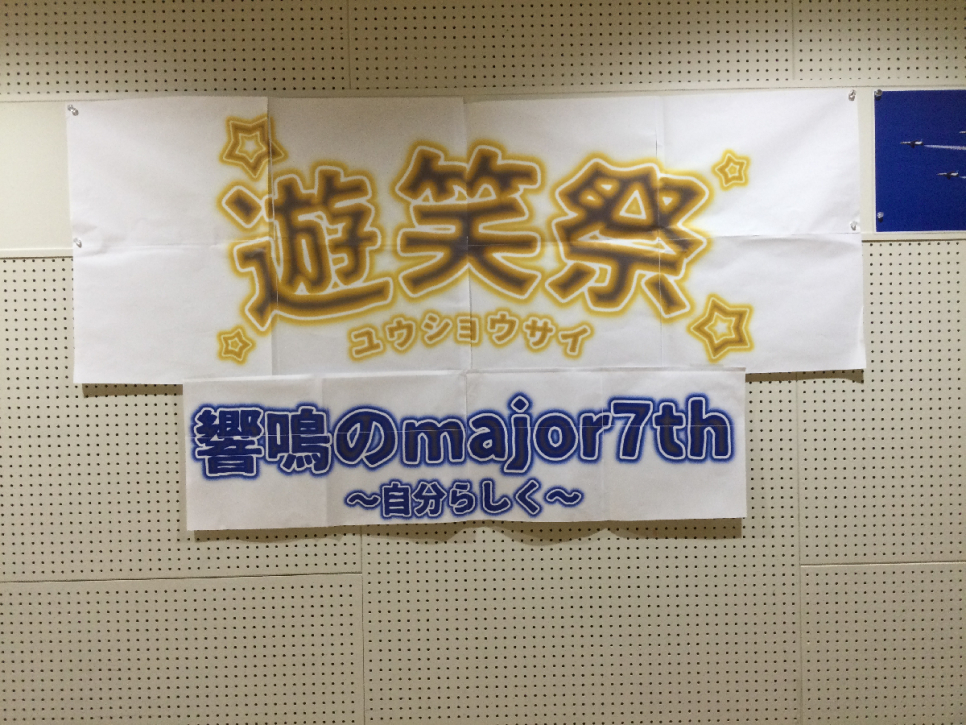 遊笑祭
ユウショウサイ
響鳴のmajor7th
～自分らしく～